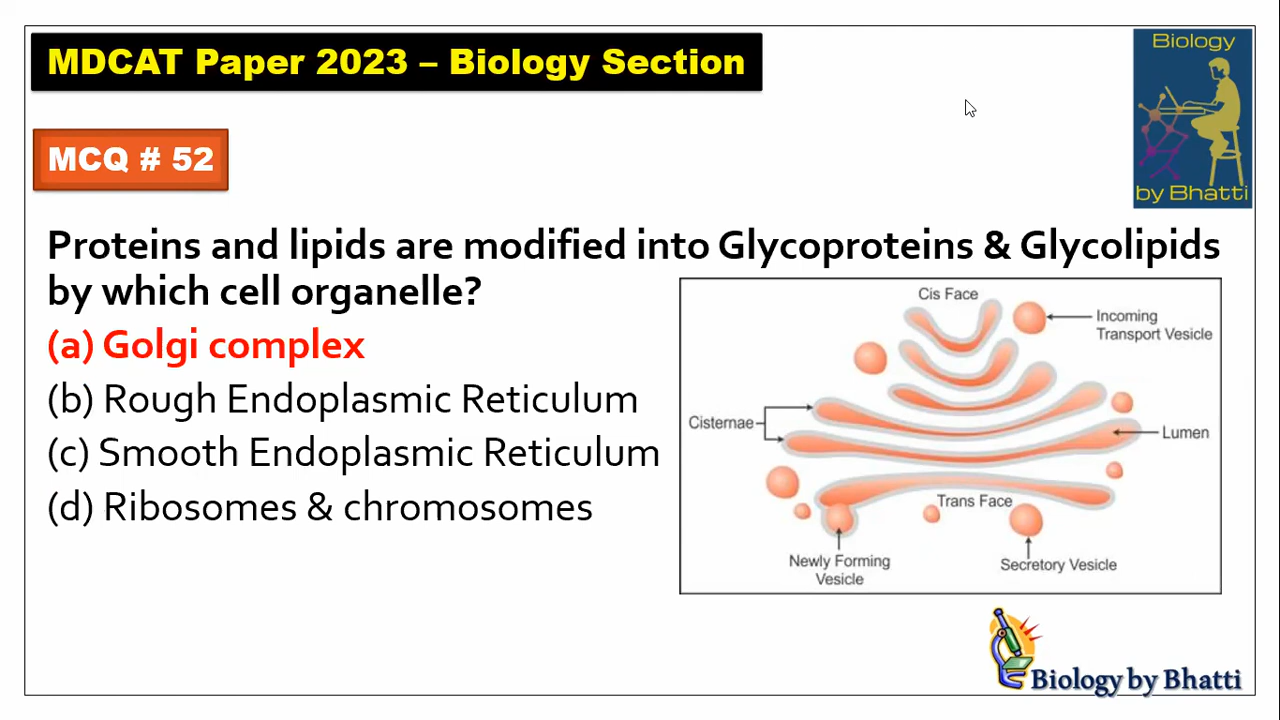 MDCAT Paper 2023 – Biology Section
Biology
by Bhatti
MCQ # 52
Proteins and lipids are modified into Glycoproteins & Glycolipids
by which cell organelle?
(a) Golgi complex
(b) Rough Endoplasmic Reticulum
(c) Smooth Endoplasmic Reticulum
(d) Ribosomes & chromosomes
Cis Face
Incoming
Transport Vesicle
Cisternae
Lumen
Trans Face
Newly Forming
Vesicle
Secretory Vesicle
Biology by Bhatti